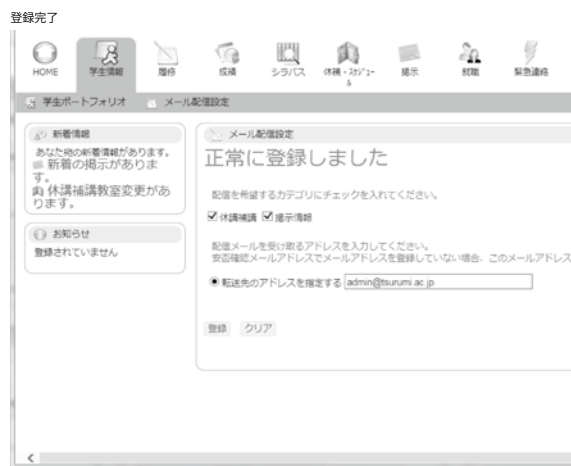 登録完了
HOME
学生情報
履修
成績
シラバス
休補・スケジュール
掲示
就職
緊急連絡
学生ポートフォリオ
メール配信設定
新着情報
あなた宛の新着情報があります。
新着の掲示があります。
休講補講教室変更があります。
お知らせ
登録されていません
メール配信設定
正常に登録しました
配信を希望するカテゴリにチェックを入れてください。
休講補講 掲示情報
配信メールを受け取るアドレスを入力してください。
安否確認メールアドレスでメールアドレスを登録していない場合、このメールアドレス
転送先のアドレスを指定する admin@tsurumi.ac.jp
登録 クリア